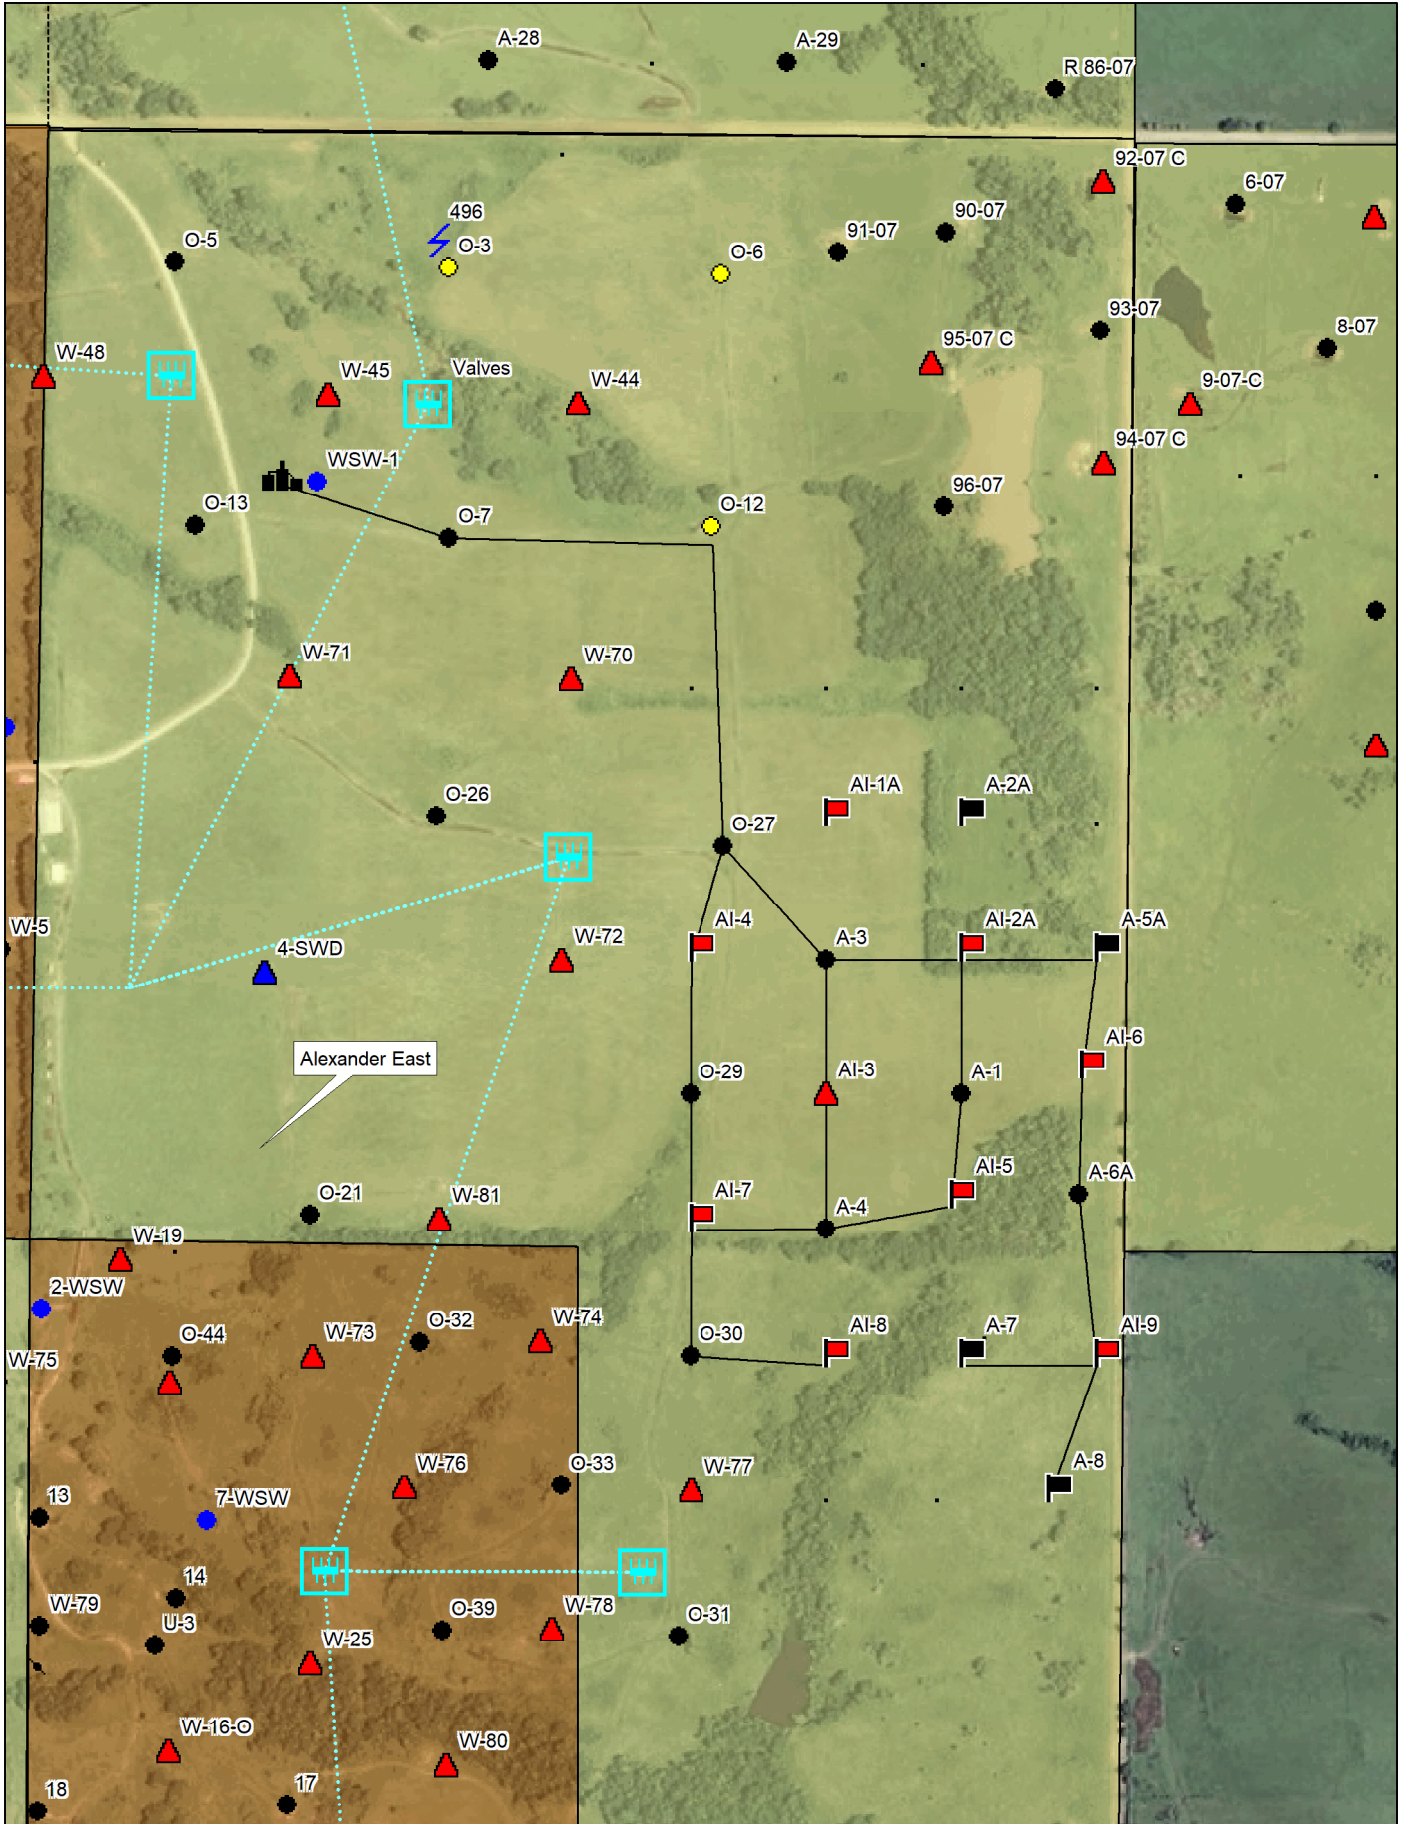 A-28
A-29
R 86-07
92-07 C
6-07
496
O-5
O-3
O-6
91-07
90-07
93-07
8-07
95-07 C
W-48
W-45
Valves
W-44
9-07-C
94-07 C
WSW-1
O-13
O-7
O-12
96-07
W-71
W-70
O-26
O-27
AI-1A
A-2A
W-5
4-SWD
W-72
AI-4
A-3
AI-2A
A-5A
Alexander East
O-29
AI-3
A-1
AI-6
O-21
W-81
AI-7
A-4
AI-5
A-6A
W-19
2-WSW
O-44
W-73
O-32
W-74
O-30
AI-8
A-7
AI-9
W-75
W-76
O-33
W-77
A-8
13
7-WSW
14
W-79
U-3
O-39
W-78
O-31
W-25
W-16-O
W-80
18
17